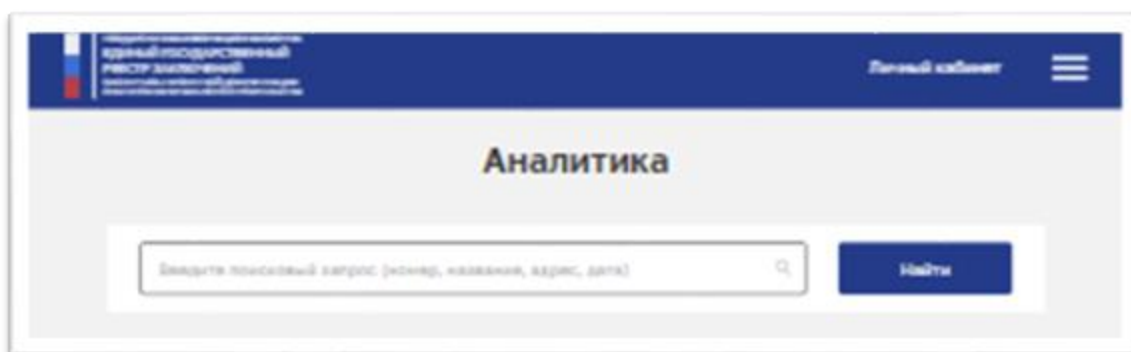 ЕДИНЫЙ ГОСУДАРСТВЕННЫЙ
РЕЕСТР ЗАКЛЮЧЕНИЙ
Личный кабинет
Аналитика
Введите поисковый запрос (номер, название, адрес, дата)
Найти